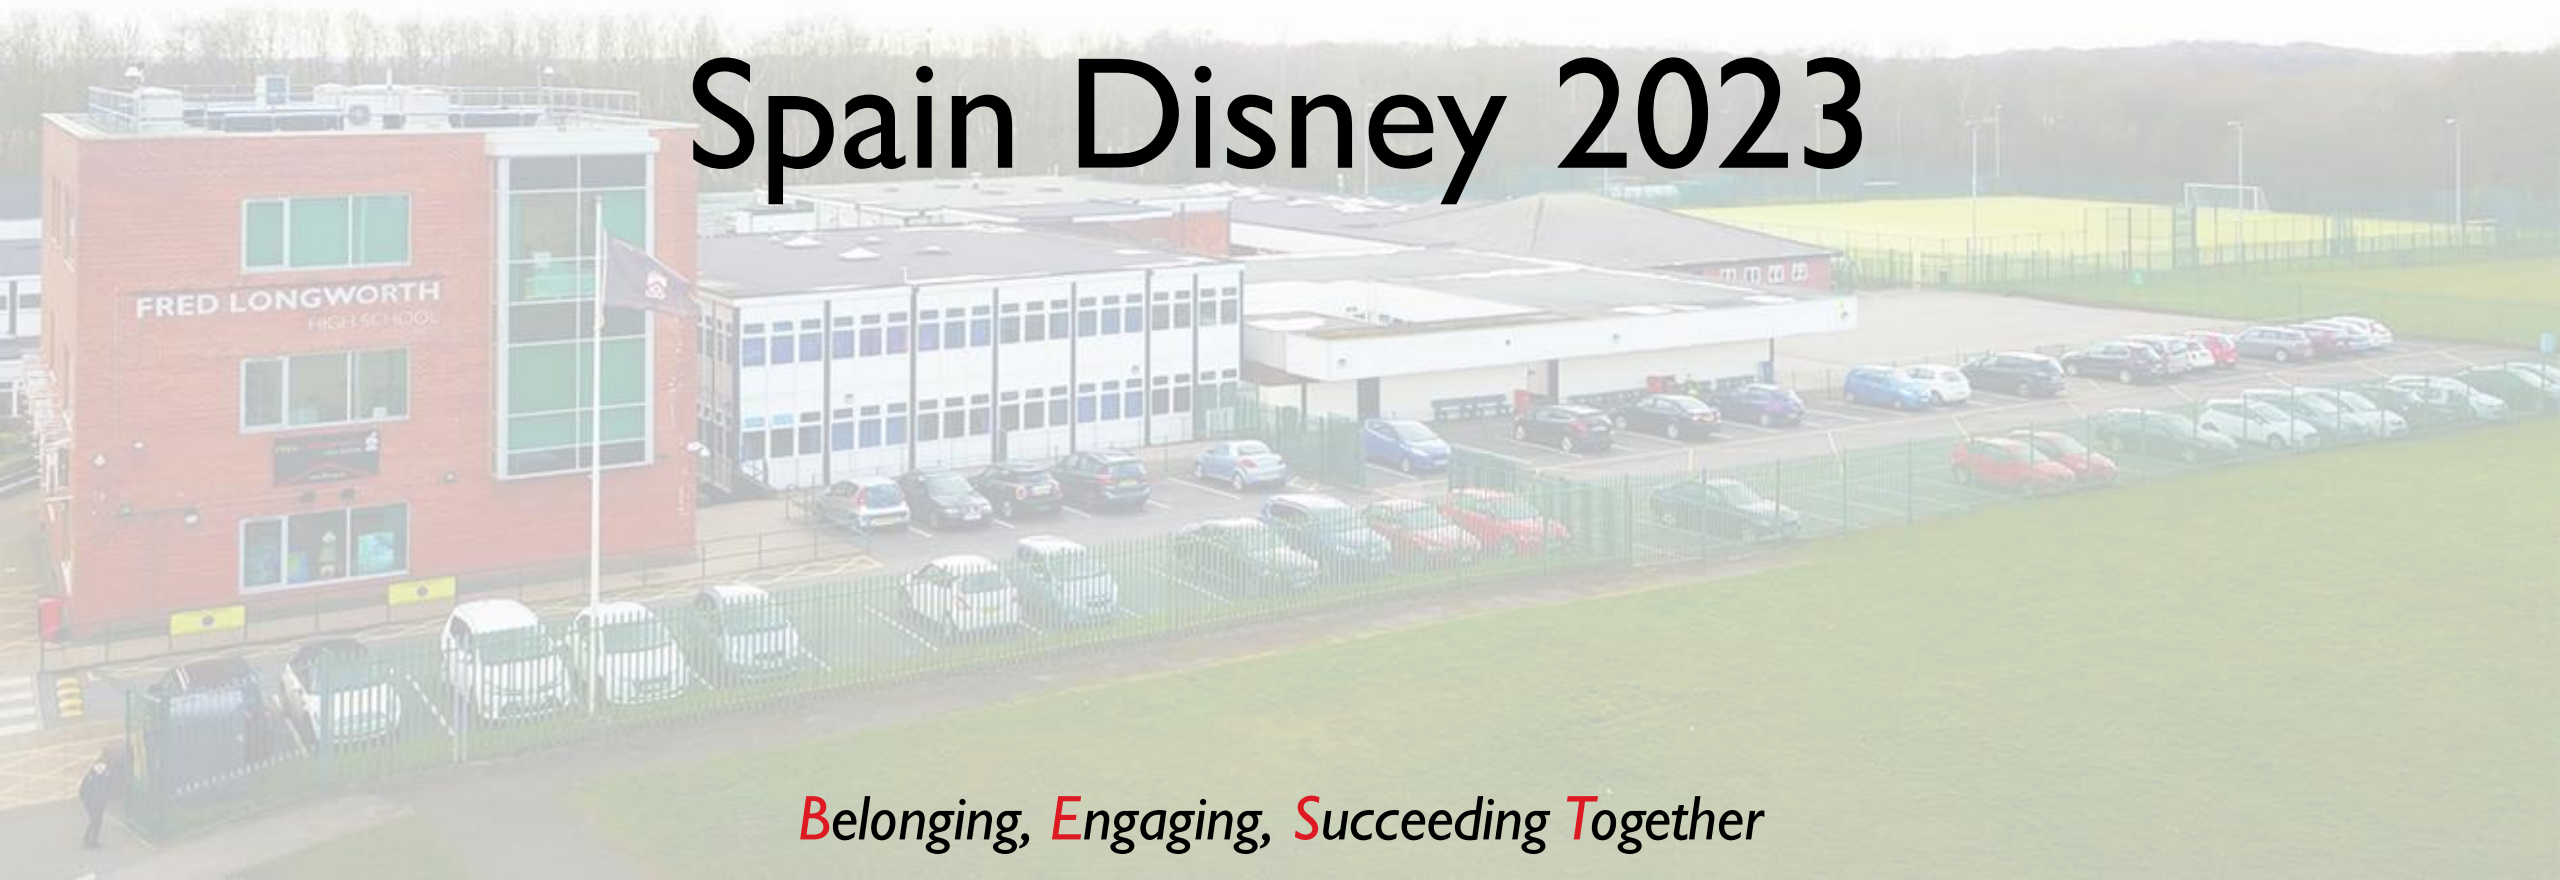 Spain Disney 2023
FRED LONGWORTH
HIGH SCHOOL
Belonging, Engaging, Succeeding Together